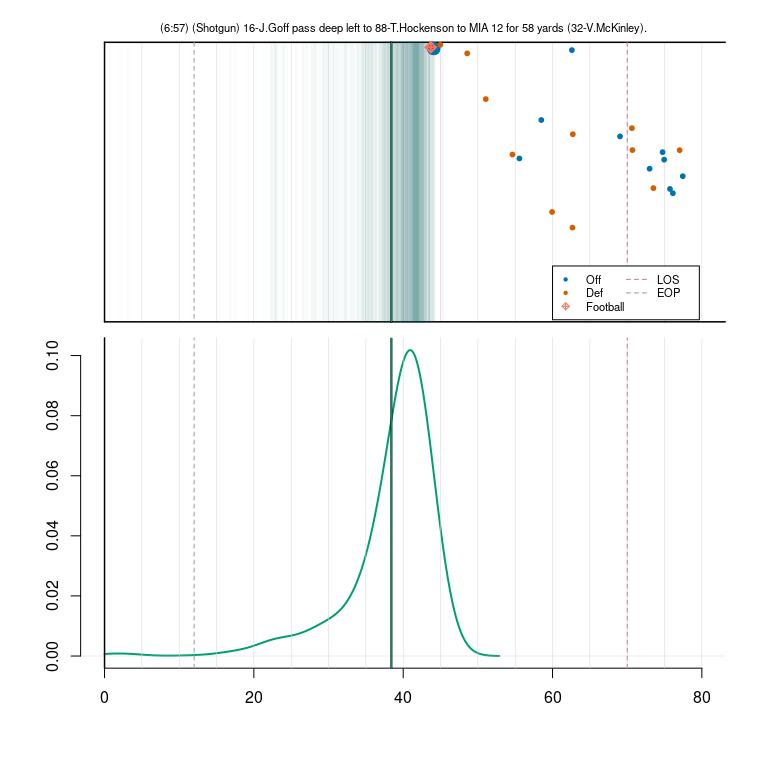 (6:57) (Shotgun) 16-J.Goff pass deep left to 88-T.Hockenson to MIA 12 for 58 yards (32-V.McKinley).
Off LOS
Def EOP
Football
0.10
0.08
0.06
0.04
0.02
0.00
0 20 40 60 80